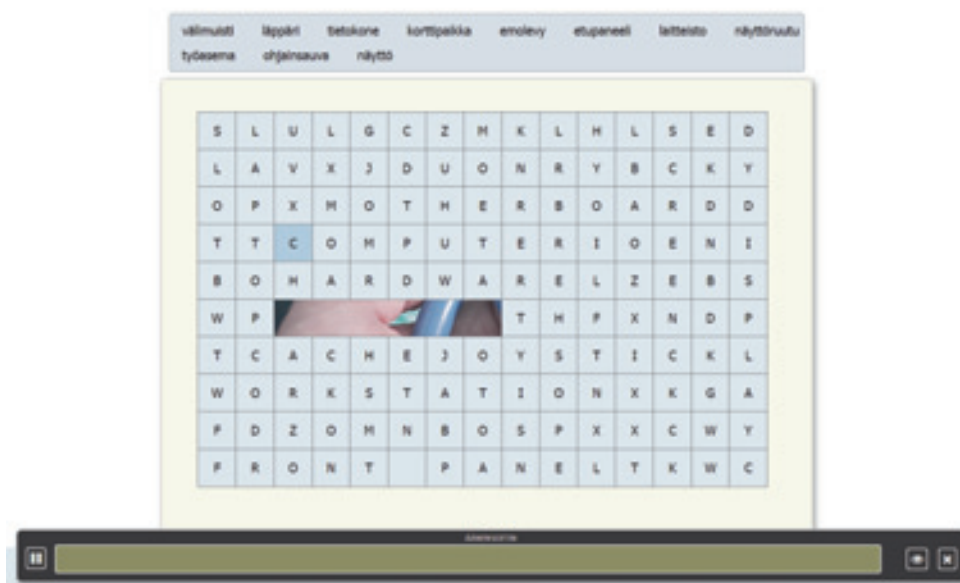 välimuisti läppäri tietokone korttipaikka emolevy etupaneeli laitteisto näyttöruutu
työasema ohjainsauva näyttö
S L U L G C Z M K L H L S E D
L A V X J D U O N R Y B C K Y
O P X M O T H E R B O A R D D
T T C O M P U T E R I O E N I
B O H A R D W A R E L Z E B S
W P T H F X N D P
T C A C H E J O Y S T I C K L
W O R K S T A T I O N X K G A
F D Z O M N B O S P X X C W Y
F R O N T P A N E L T K W C